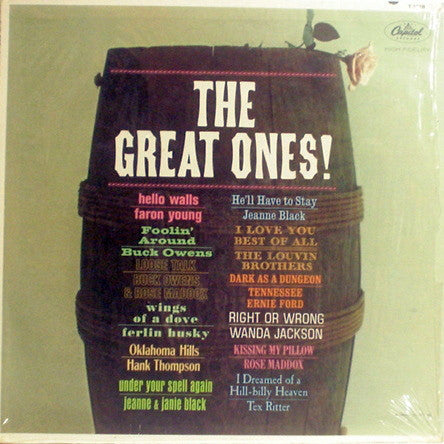 Capitol
RECORDS
HIGH FIDELITY
THE
GREAT ONES!
hello walls
faron young
Foolin'
Around
Buck Owens
LOOSE TALK
BUCK OWENS
& ROSE MADDOX
wings
of a dove
ferlin husky
Oklahoma Hills
Hank Thompson
under your spell again
jeanne & janie black
He'll Have to Stay
Jeanne Black
I LOVE YOU
BEST OF ALL
THE LOUVIN
BROTHERS
DARK AS A DUNGEON
TENNESSEE
ERNIE FORD
RIGHT OR WRONG
WANDA JACKSON
KISSING MY PILLOW
ROSE MADDOX
I Dreamed of a
Hill-billy Heaven
Tex Ritter